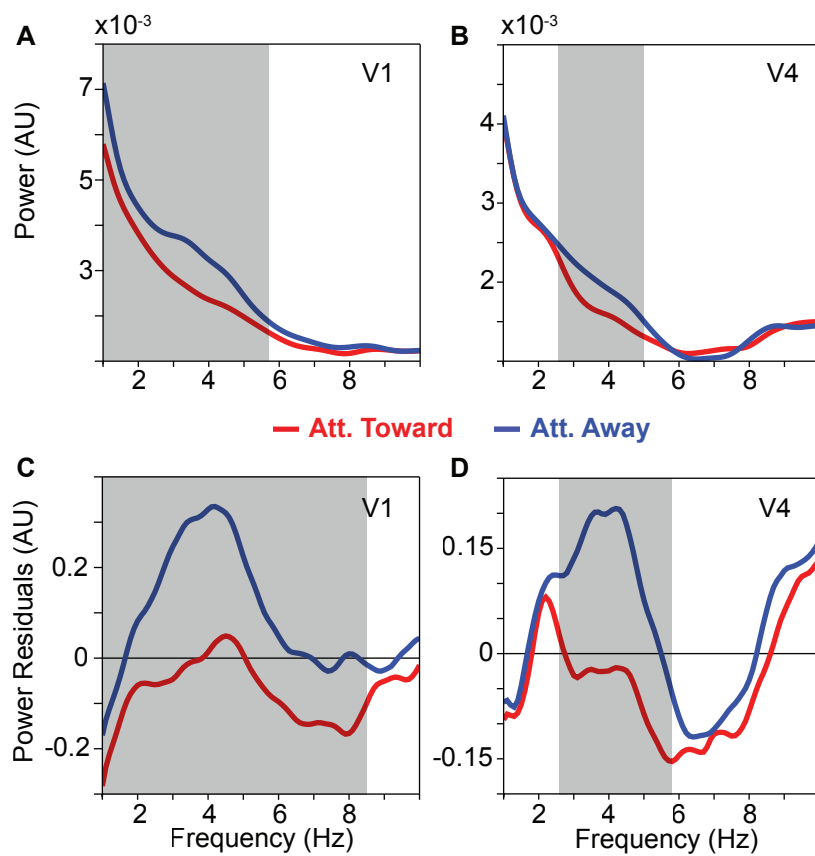 A
x10-3
V1
Power (AU)
7
5
3
2
4
6
8
B
x10-3
V4
4
3
2
2
4
6
8
Att. Toward
Att. Away
C
V1
Power Residuals (AU)
0.2
0
-0.2
2
4
6
8
Frequency (Hz)
D
V4
0.15
0
-0.15
2
4
6
8
Frequency (Hz)